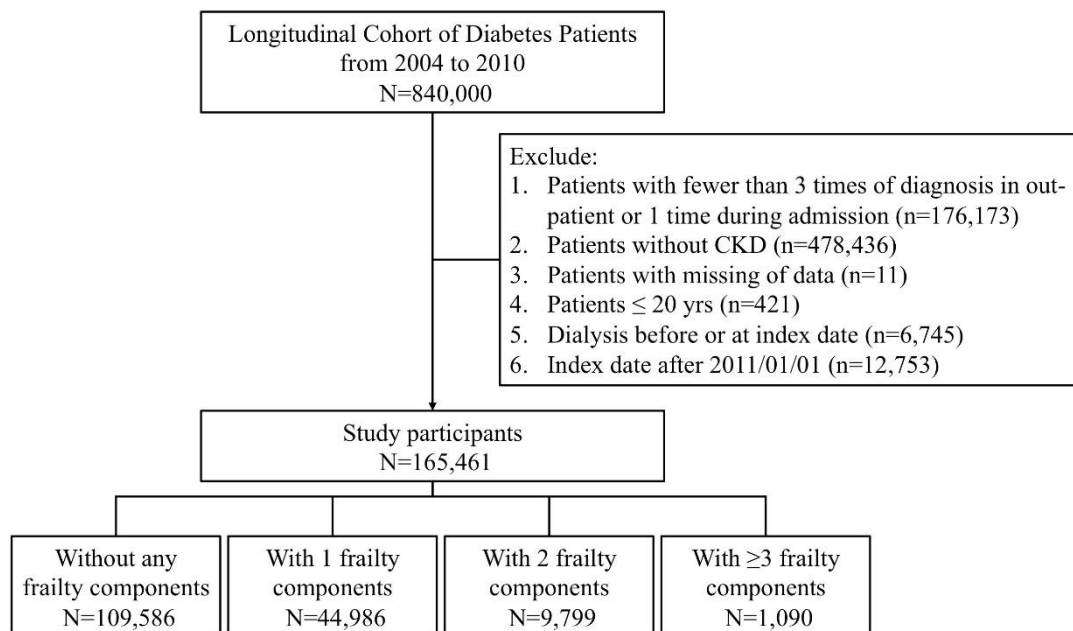 Longitudinal Cohort of Diabetes Patients
from 2004 to 2010
N=840,000
Exclude:
1. Patients with fewer than 3 times of diagnosis in out-
patient or 1 time during admission (n=176,173)
2. Patients without CKD (n=478,436)
3. Patients with missing of data (n=11)
4. Patients ≤ 20 yrs (n=421)
5. Dialysis before or at index date (n=6,745)
6. Index date after 2011/01/01 (n=12,753)
Study participants
N=165,461
Without any
frailty components
N=109,586
With 1 frailty
components
N=44,986
With 2 frailty
components
N=9,799
With ≥3 frailty
components
N=1,090